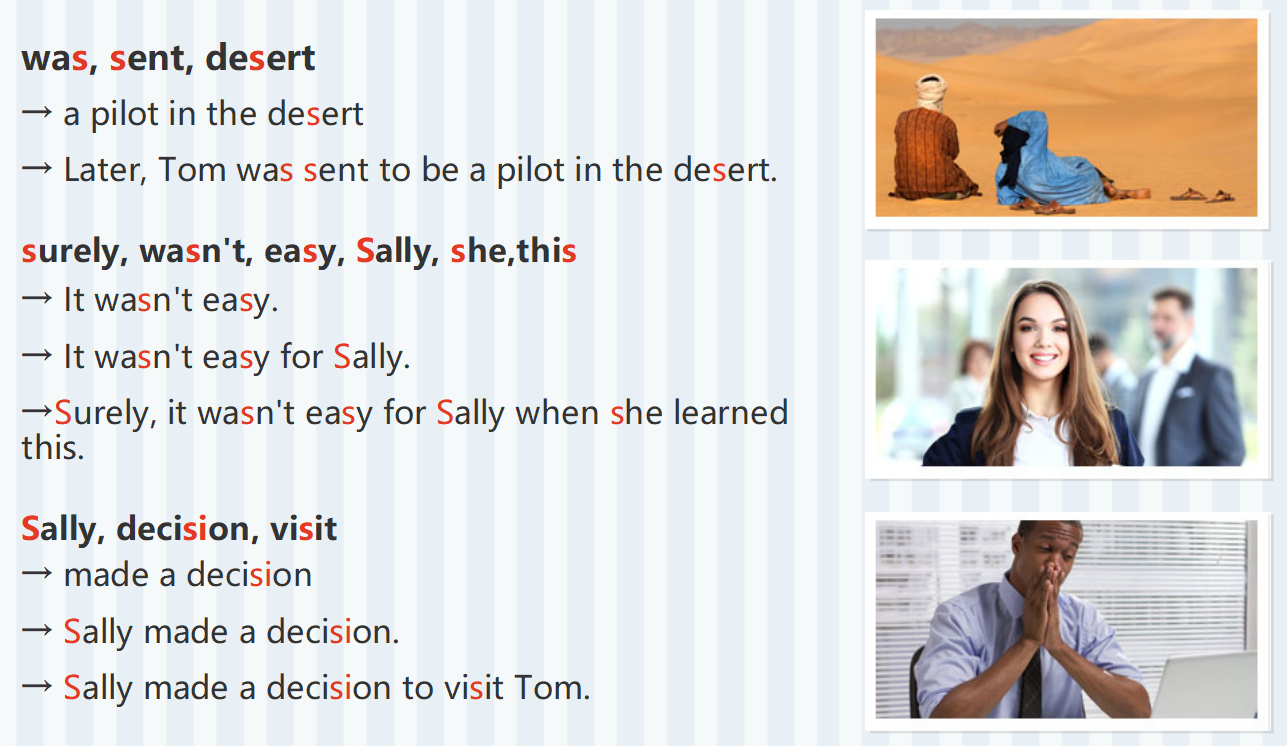 was, sent, desert
→ a pilot in the desert
→ Later, Tom was sent to be a pilot in the desert.
surely, wasn't, easy, Sally, she,this
→ It wasn't easy.
→ It wasn't easy for Sally.
→Surely, it wasn't easy for Sally when she learned
this.
Sally, decision, visit
→ made a decision
→ Sally made a decision.
→ Sally made a decision to visit Tom.